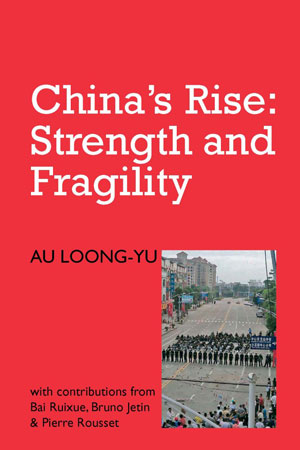 China's Rise:
Strength and
Fragility
AU LOONG-YU
with contributions from
Bai Ruixue, Bruno Jetin
& Pierre Rousset